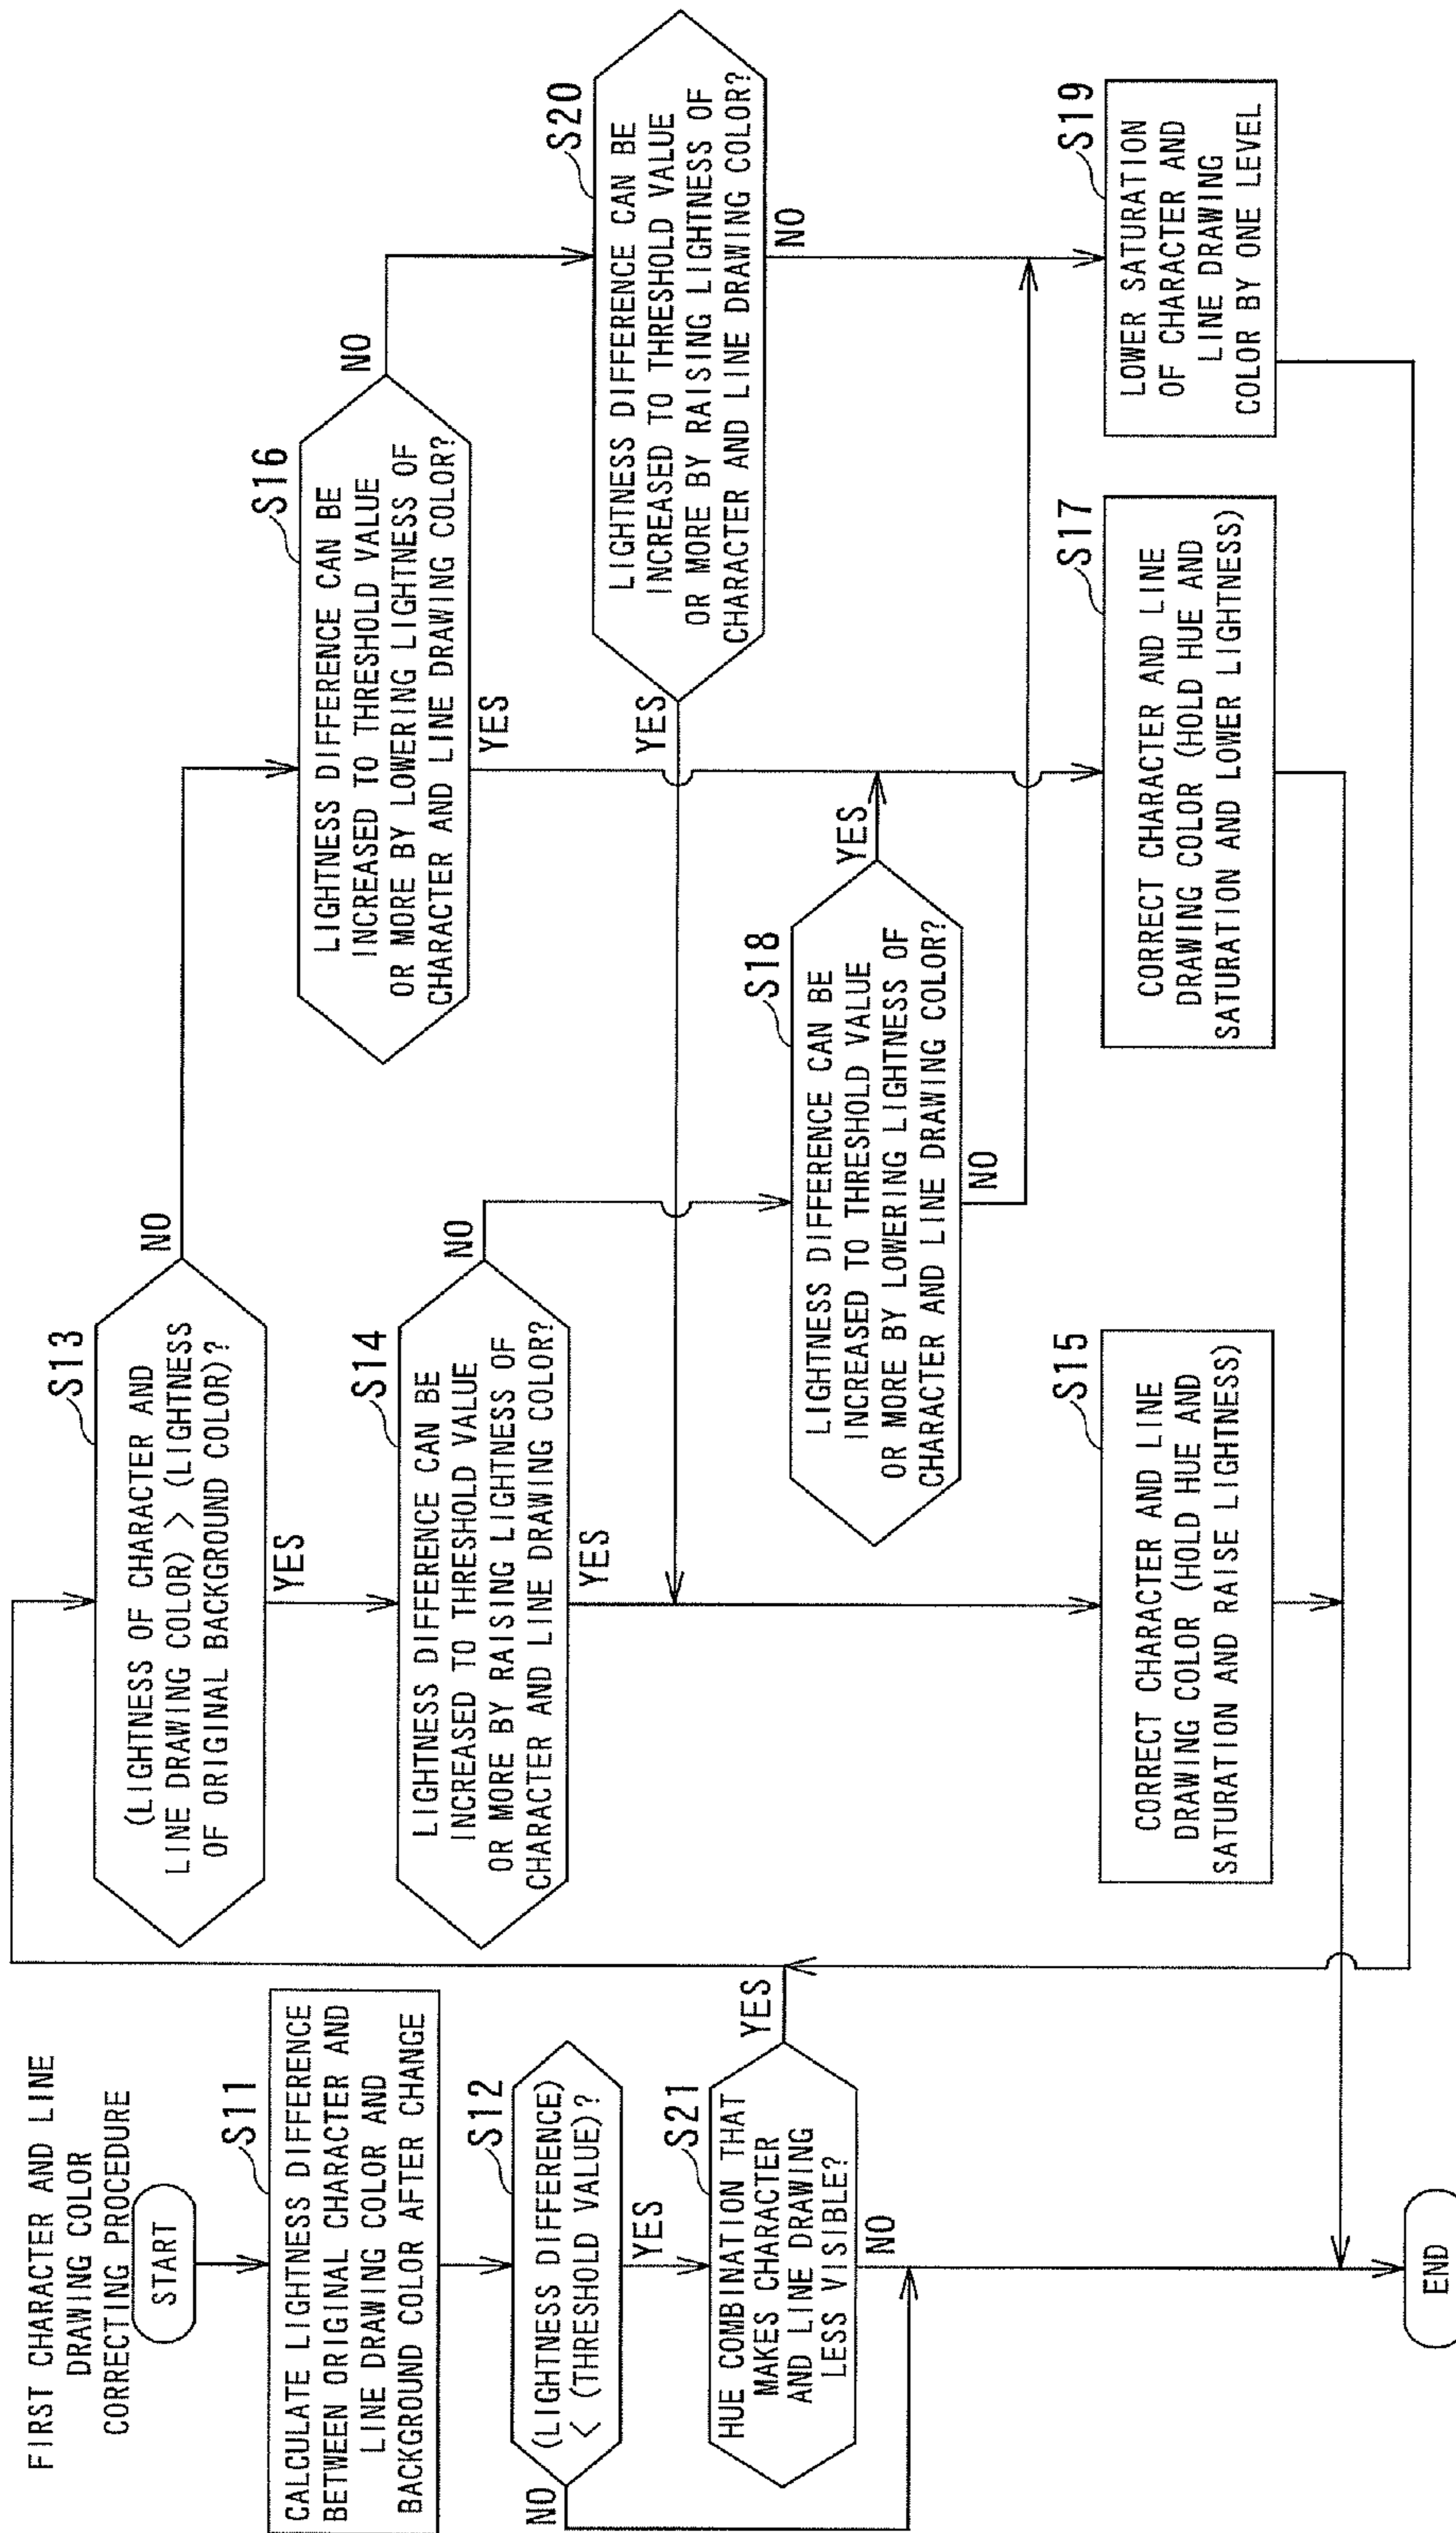 FIRST CHARACTER AND LINE
DRAWING COLOR
CORRECTING PROCEDURE
START
S11
CALCULATE LIGHTNESS DIFFERENCE
BETWEEN ORIGINAL CHARACTER AND
LINE DRAWING COLOR AND
BACKGROUND COLOR AFTER CHANGE
S12
(LIGHTNESS DIFFERENCE)
< (THRESHOLD VALUE)?
NO
YES
S21
HUE COMBINATION THAT
MAKES CHARACTER
AND LINE DRAWING
LESS VISIBLE?
YES
NO
END
S13
(LIGHTNESS OF CHARACTER AND
LINE DRAWING COLOR) > (LIGHTNESS
OF ORIGINAL BACKGROUND COLOR)?
NO
YES
S14
LIGHTNESS DIFFERENCE CAN BE
INCREASED TO THRESHOLD VALUE
OR MORE BY RAISING LIGHTNESS OF
CHARACTER AND LINE DRAWING COLOR?
NO
YES
S18
LIGHTNESS DIFFERENCE CAN BE
INCREASED TO THRESHOLD VALUE
OR MORE BY LOWERING LIGHTNESS OF
CHARACTER AND LINE DRAWING COLOR?
YES
NO
S15
CORRECT CHARACTER AND LINE
DRAWING COLOR (HOLD HUE AND
SATURATION AND RAISE LIGHTNESS)
S16
LIGHTNESS DIFFERENCE CAN BE
INCREASED TO THRESHOLD VALUE
OR MORE BY LOWERING LIGHTNESS OF
CHARACTER AND LINE DRAWING COLOR?
NO
YES
S20
LIGHTNESS DIFFERENCE CAN BE
INCREASED TO THRESHOLD VALUE
OR MORE BY RAISING LIGHTNESS OF
CHARACTER AND LINE DRAWING COLOR?
YES
NO
S17
CORRECT CHARACTER AND LINE
DRAWING COLOR (HOLD HUE AND
SATURATION AND LOWER LIGHTNESS)
S19
LOWER SATURATION
OF CHARACTER AND
LINE DRAWING
COLOR BY ONE LEVEL